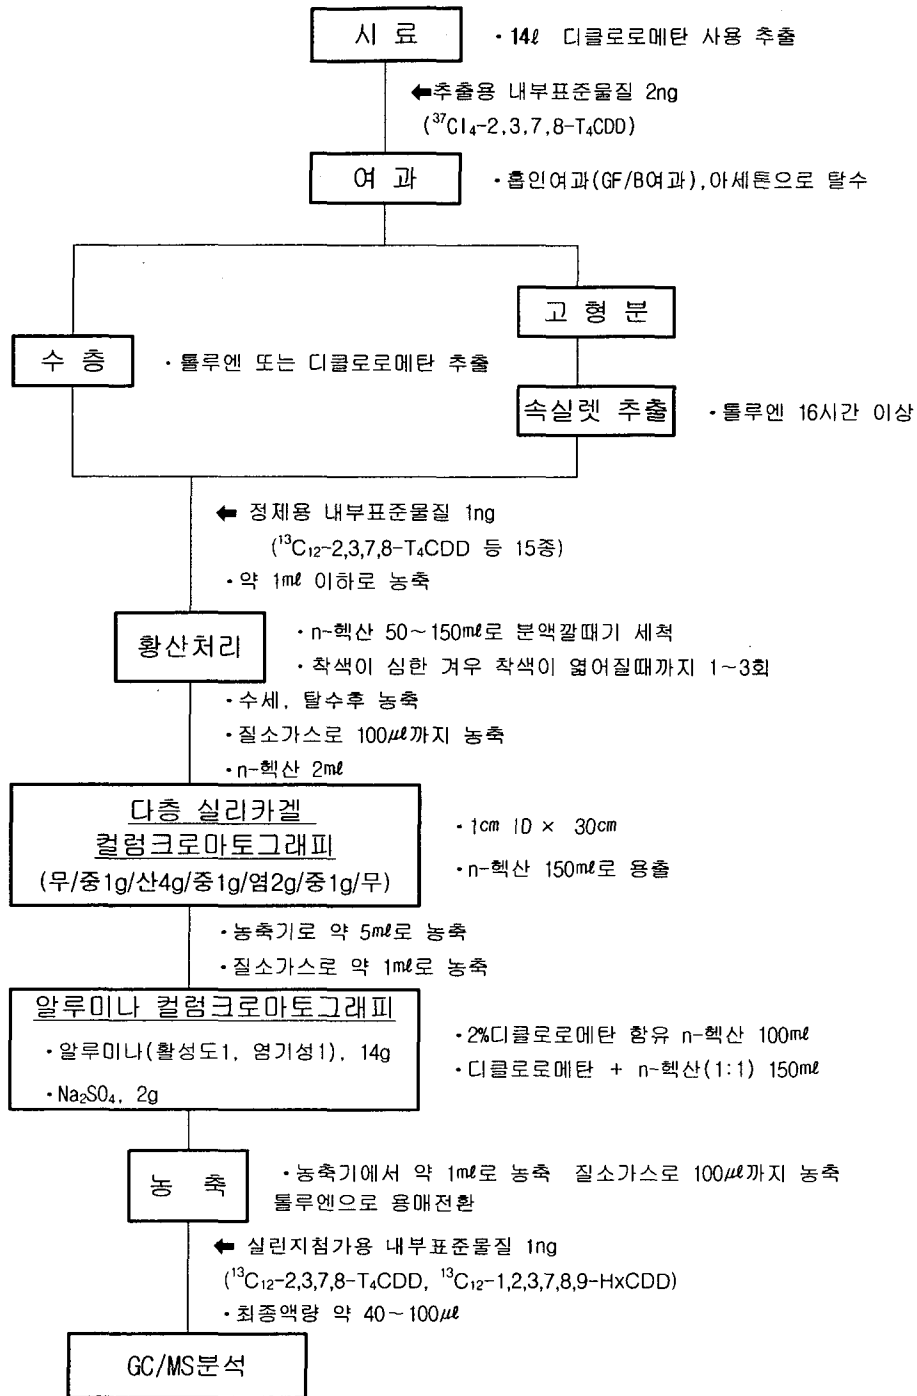 시 료
·14ℓ 디클로로메탄 사용 추출
⬅추출용 내부표준물질 2ng
(³⁷Cl₄-2,3,7,8-T₄CDD)
여 과
·흡인여과(GF/B여과),아세톤으로 탈수
고 형 분
수 층
·톨루엔 또는 디클로로메탄 추출
속실렛 추출
·톨루엔 16시간 이상
⬅ 정제용 내부표준물질 1ng
(¹³C₁₂-2,3,7,8-T₄CDD 등 15종)
·약 1㎖ 이하로 농축
황산처리
·n-헥산 50~150㎖로 분액깔때기 세척
·착색이 심한 겨우 착색이 엷어질때까지 1~3회
·수세, 탈수후 농축
·질소가스로 100㎕까지 농축
·n-헥산 2㎖
다층 실리카겔
컬럼크로마토그래피
(무/중1g/산4g/중1g/염2g/중1g/무)
·1cm ID × 30cm
·n-헥산 150㎖로 용출
·농축기로 약 5㎖로 농축
·질소가스로 약 1㎖로 농축
알루미나 컬럼크로마토그래피
·알루미나(활성도1, 염기성1), 14g
·Na₂SO₄, 2g
·2%디클로로메탄 함유 n-헥산 100㎖
·디클로로메탄 + n-헥산(1:1) 150㎖
농 축
·농축기에서 약 1㎖로 농축 질소가스로 100㎕까지 농축
톨루엔으로 용매전환
⬅ 실린지첨가용 내부표준물질 1ng
(¹³C₁₂-2,3,7,8-T₄CDD, ¹³C₁₂-1,2,3,7,8,9-HxCDD)
·최종액량 약 40~100㎕
GC/MS분석